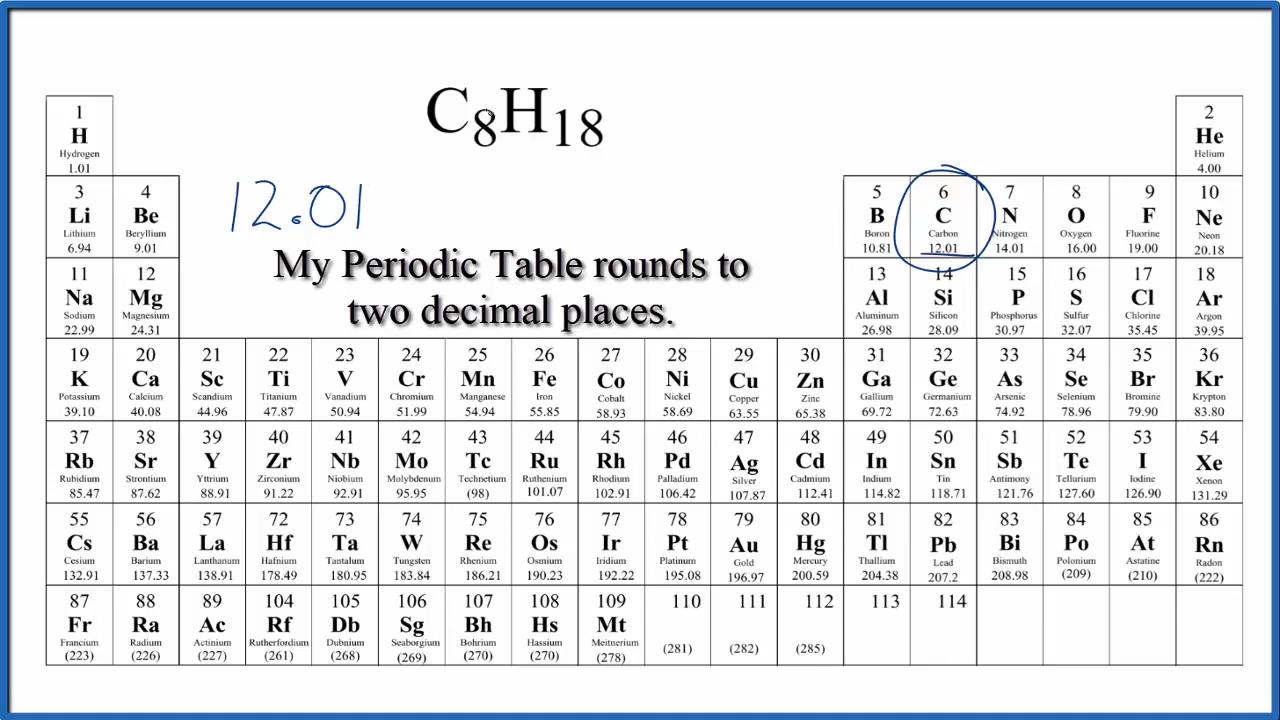 C₈H₁₈
12.01
My Periodic Table rounds to
two decimal places.
1 2
H He
Hydrogen Helium
1.01 4.00
3 4 5 6 7 8 9 10
Li Be B C N O F Ne
Lithium Beryllium Boron Carbon Nitrogen Oxygen Fluorine Neon
6.94 9.01 10.81 12.01 14.01 16.00 19.00 20.18
11 12 13 14 15 16 17 18
Na Mg Al Si P S Cl Ar
Sodium Magnesium Aluminum Silicon Phosphorus Sulfur Chlorine Argon
22.99 24.31 26.98 28.09 30.97 32.07 35.45 39.95
19 20 21 22 23 24 25 26 27 28 29 30 31 32 33 34 35 36
K Ca Sc Ti V Cr Mn Fe Co Ni Cu Zn Ga Ge As Se Br Kr
Potassium Calcium Scandium Titanium Vanadium Chromium Manganese Iron Cobalt Nickel Copper Zinc Gallium Germanium Arsenic Selenium Bromine Krypton
39.10 40.08 44.96 47.87 50.94 51.99 54.94 55.85 58.93 58.69 63.55 65.38 69.72 72.63 74.92 78.96 79.90 83.80
37 38 39 40 41 42 43 44 45 46 47 48 49 50 51 52 53 54
Rb Sr Y Zr Nb Mo Tc Ru Rh Pd Ag Cd In Sn Sb Te I Xe
Rubidium Strontium Yttrium Zirconium Niobium Molybdenum Technetium Ruthenium Rhodium Palladium Silver Cadmium Indium Tin Antimony Tellurium Iodine Xenon
85.47 87.62 88.91 91.22 92.91 95.95 (98) 101.07 102.91 106.42 107.87 112.41 114.82 118.71 121.76 127.60 126.90 131.29
55 56 57 72 73 74 75 76 77 78 79 80 81 82 83 84 85 86
Cs Ba La Hf Ta W Re Os Ir Pt Au Hg Tl Pb Bi Po At Rn
Cesium Barium Lanthanum Hafnium Tantalum Tungsten Rhenium Osmium Iridium Platinum Gold Mercury Thallium Lead Bismuth Polonium Astatine Radon
132.91 137.33 138.91 178.49 180.95 183.84 186.21 190.23 192.22 195.08 196.97 200.59 204.38 207.2 208.98 (209) (210) (222)
87 88 89 104 105 106 107 108 109 110 111 112 113 114
Fr Ra Ac Rf Db Sg Bh Hs Mt
Francium Radium Actinium Rutherfordium Dubnium Seaborgium Bohrium Hassium Meitnerium
(223) (226) (227) (261) (268) (269) (270) (270) (278) (281) (282) (285)